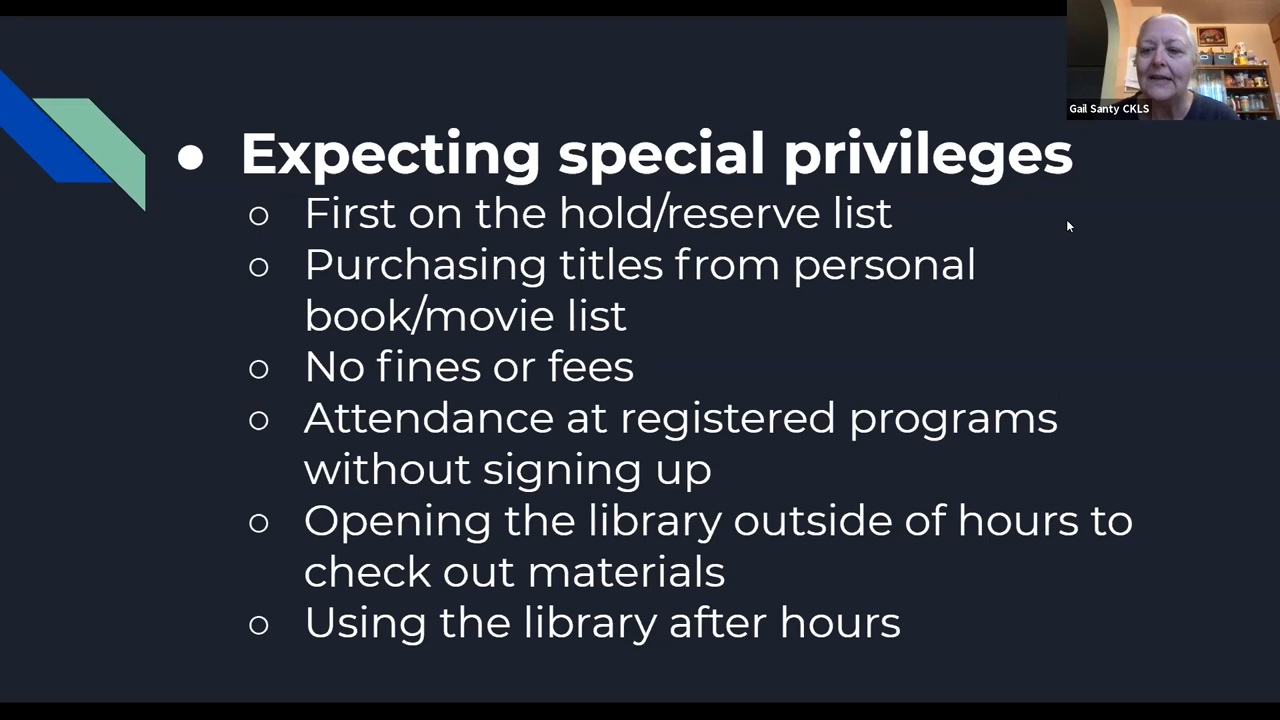 Gail Santy CKLS
● Expecting special privileges
○ First on the hold/reserve list
○ Purchasing titles from personal
book/movie list
○ No fines or fees
○ Attendance at registered programs
without signing up
○ Opening the library outside of hours to
check out materials
○ Using the library after hours